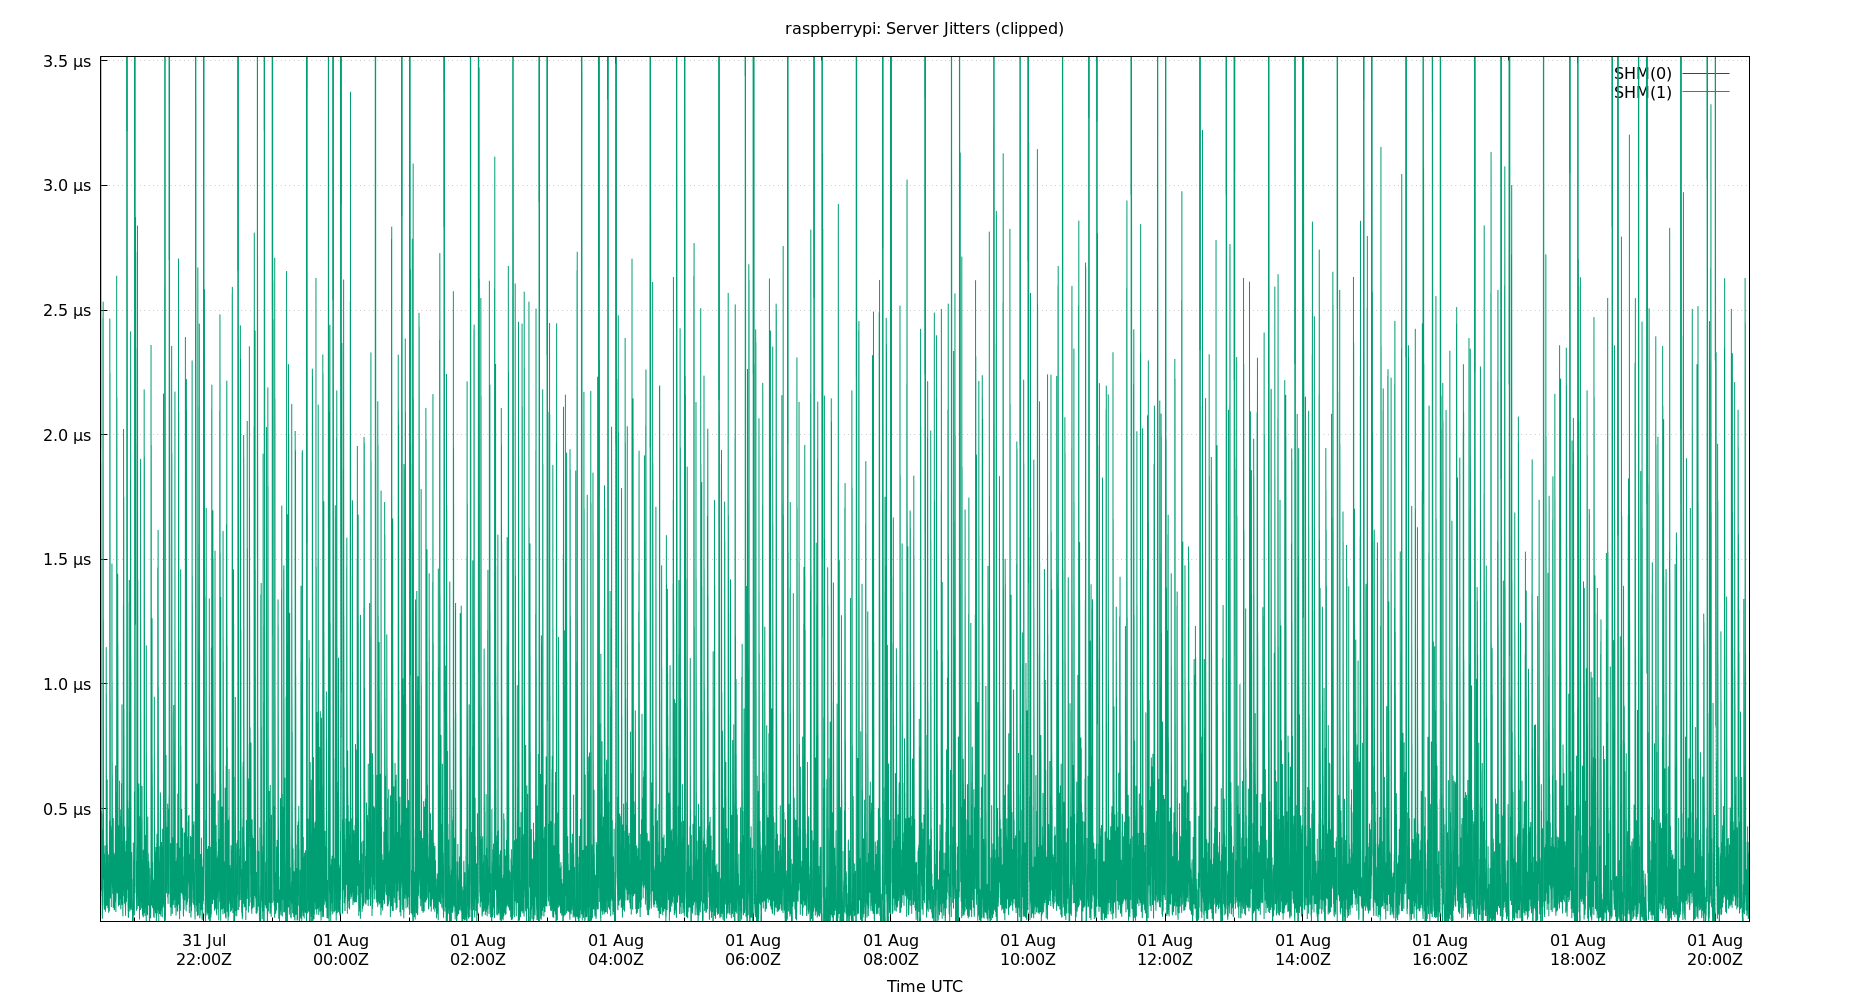 raspberrypi: Server Jitters (clipped)
3.5 µs
SHM(0)
SHM(1)
3.0 µs
2.5 µs
2.0 µs
1.5 µs
1.0 µs
0.5 µs
31 Jul 01 Aug 01 Aug 01 Aug 01 Aug 01 Aug 01 Aug 01 Aug 01 Aug 01 Aug 01 Aug 01 Aug
22:00Z 00:00Z 02:00Z 04:00Z 06:00Z 08:00Z 10:00Z 12:00Z 14:00Z 16:00Z 18:00Z 20:00Z
Time UTC